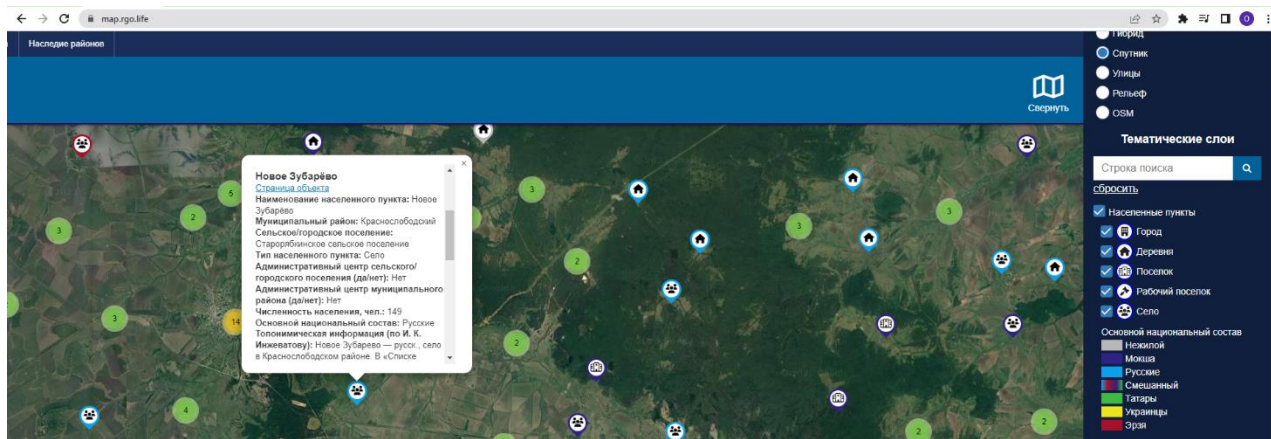 map.rgo.life
Наследие районов
Свернуть
Гибрид
Спутник
Улицы
Рельеф
OSM
Тематические слои
Строка поиска
сбросить
Населенные пункты
Город
Деревня
Поселок
Рабочий поселок
Село
Основной национальный состав
Нежилой
Мокша
Русские
Смешанный
Татары
Украинцы
Эрзя
Новое Зубарёво
Страница объекта
Наименование населенного пункта: Новое
Зубарёво
Муниципальный район: Краснослободский
Сельское/городское поселение:
Старорябкинское сельское поселение
Тип населенного пункта: Село
Административный центр сельского/
городского поселения (да/нет): Нет
Административный центр муниципального
района (да/нет): Нет
Численность населения, чел.: 149
Основной национальный состав: Русские
Топонимическая информация (по И. К.
Инжеватову): Новое Зубарево — русск., село
в Краснослободском районе. В «Списке
5
3
2
3
3
3
2
3
14
2
4
2
2